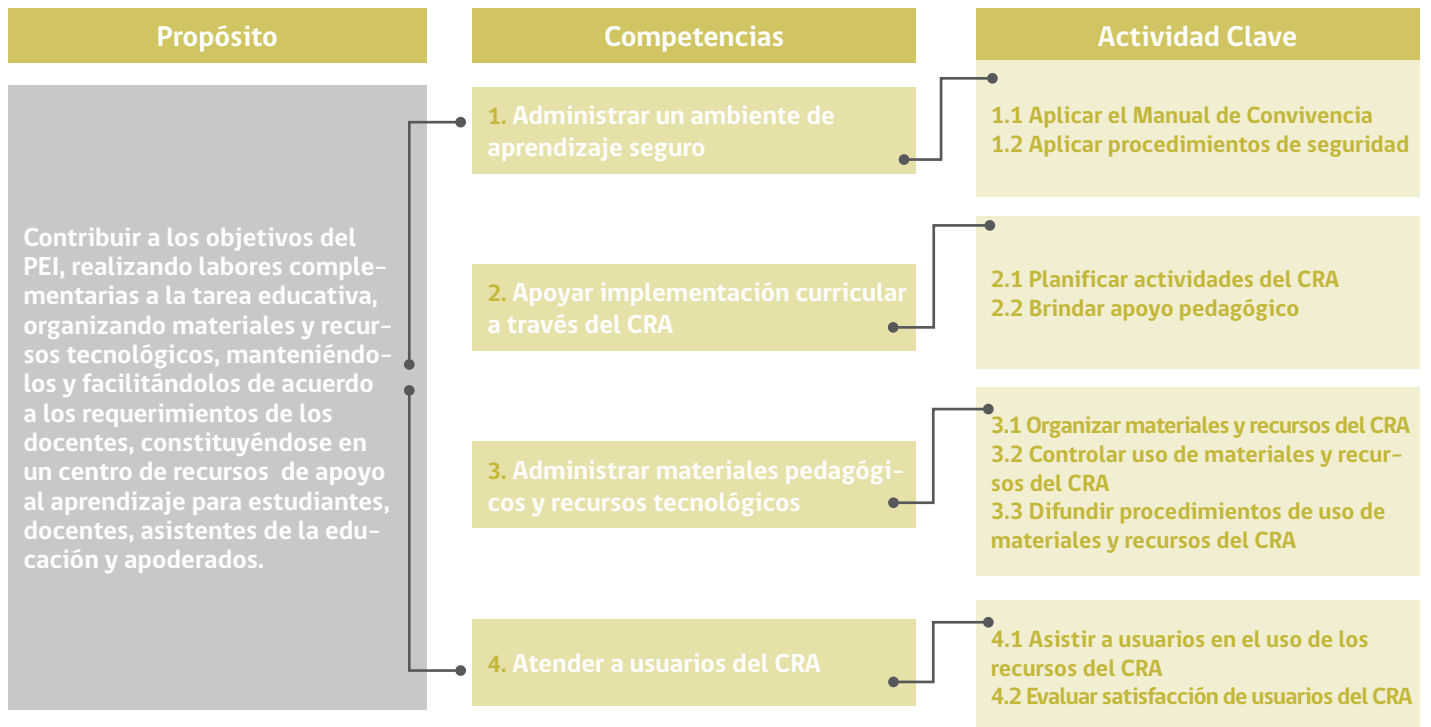 Propósito
Contribuir a los objetivos del
PEI, realizando labores comple-
mentarias a la tarea educativa,
organizando materiales y recur-
sos tecnológicos, manteniéndo-
los y facilitándolos de acuerdo
a los requerimientos de los
docentes, constituyéndose en
un centro de recursos de apoyo
al aprendizaje para estudiantes,
docentes, asistentes de la edu-
cación y apoderados.
Competencias
1. Administrar un ambiente de
aprendizaje seguro
2. Apoyar implementación curricular
a través del CRA
3. Administrar materiales pedagógi-
cos y recursos tecnológicos
4. Atender a usuarios del CRA
Actividad Clave
1.1 Aplicar el Manual de Convivencia
1.2 Aplicar procedimientos de seguridad
2.1 Planificar actividades del CRA
2.2 Brindar apoyo pedagógico
3.1 Organizar materiales y recursos del CRA
3.2 Controlar uso de materiales y recur-
sos del CRA
3.3 Difundir procedimientos de uso de
materiales y recursos del CRA
4.1 Asistir a usuarios en el uso de los
recursos del CRA
4.2 Evaluar satisfacción de usuarios del CRA